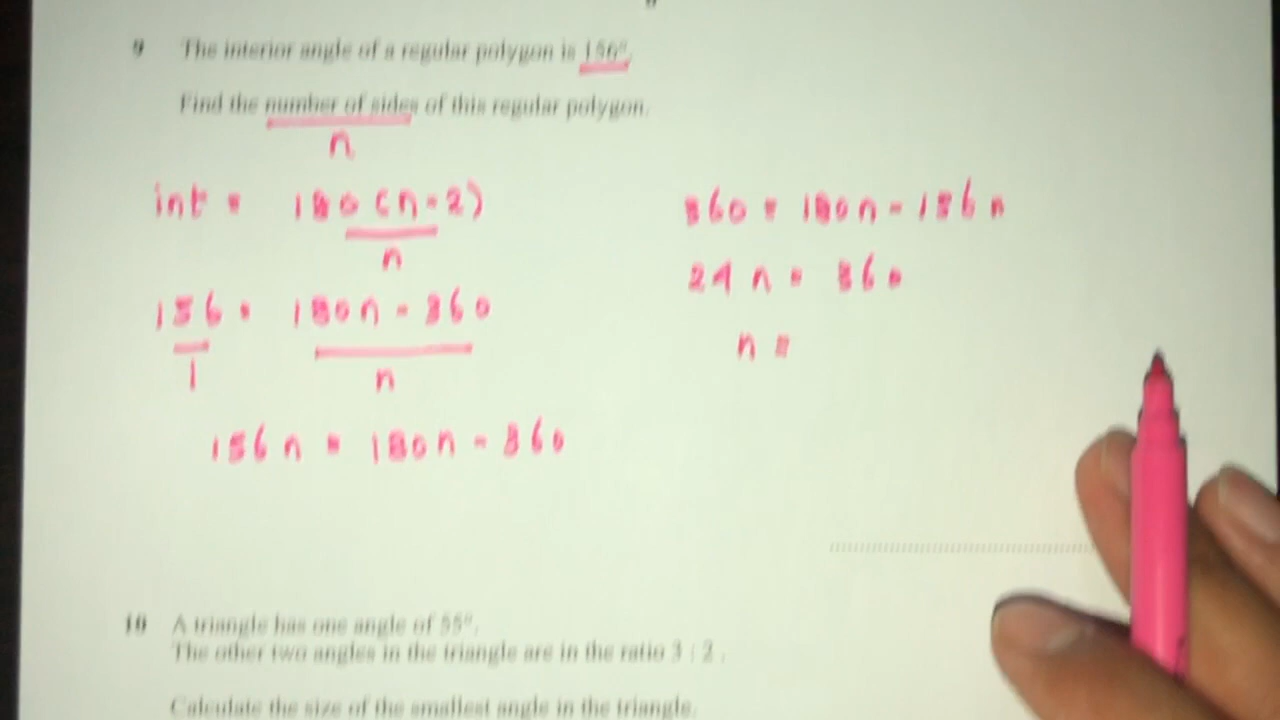 9 The interior angle of a regular polygon is 156°.
Find the number of sides of this regular polygon.
n
int = 180(n-2)
n
156 = 180n - 360
1 n
156n = 180n - 360
360 = 180n - 156n
24n = 360
n =
10 A triangle has one angle of 55°.
The other two angles in the triangle are in the ratio 3 : 2 .
Calculate the size of the smallest angle in the triangle.